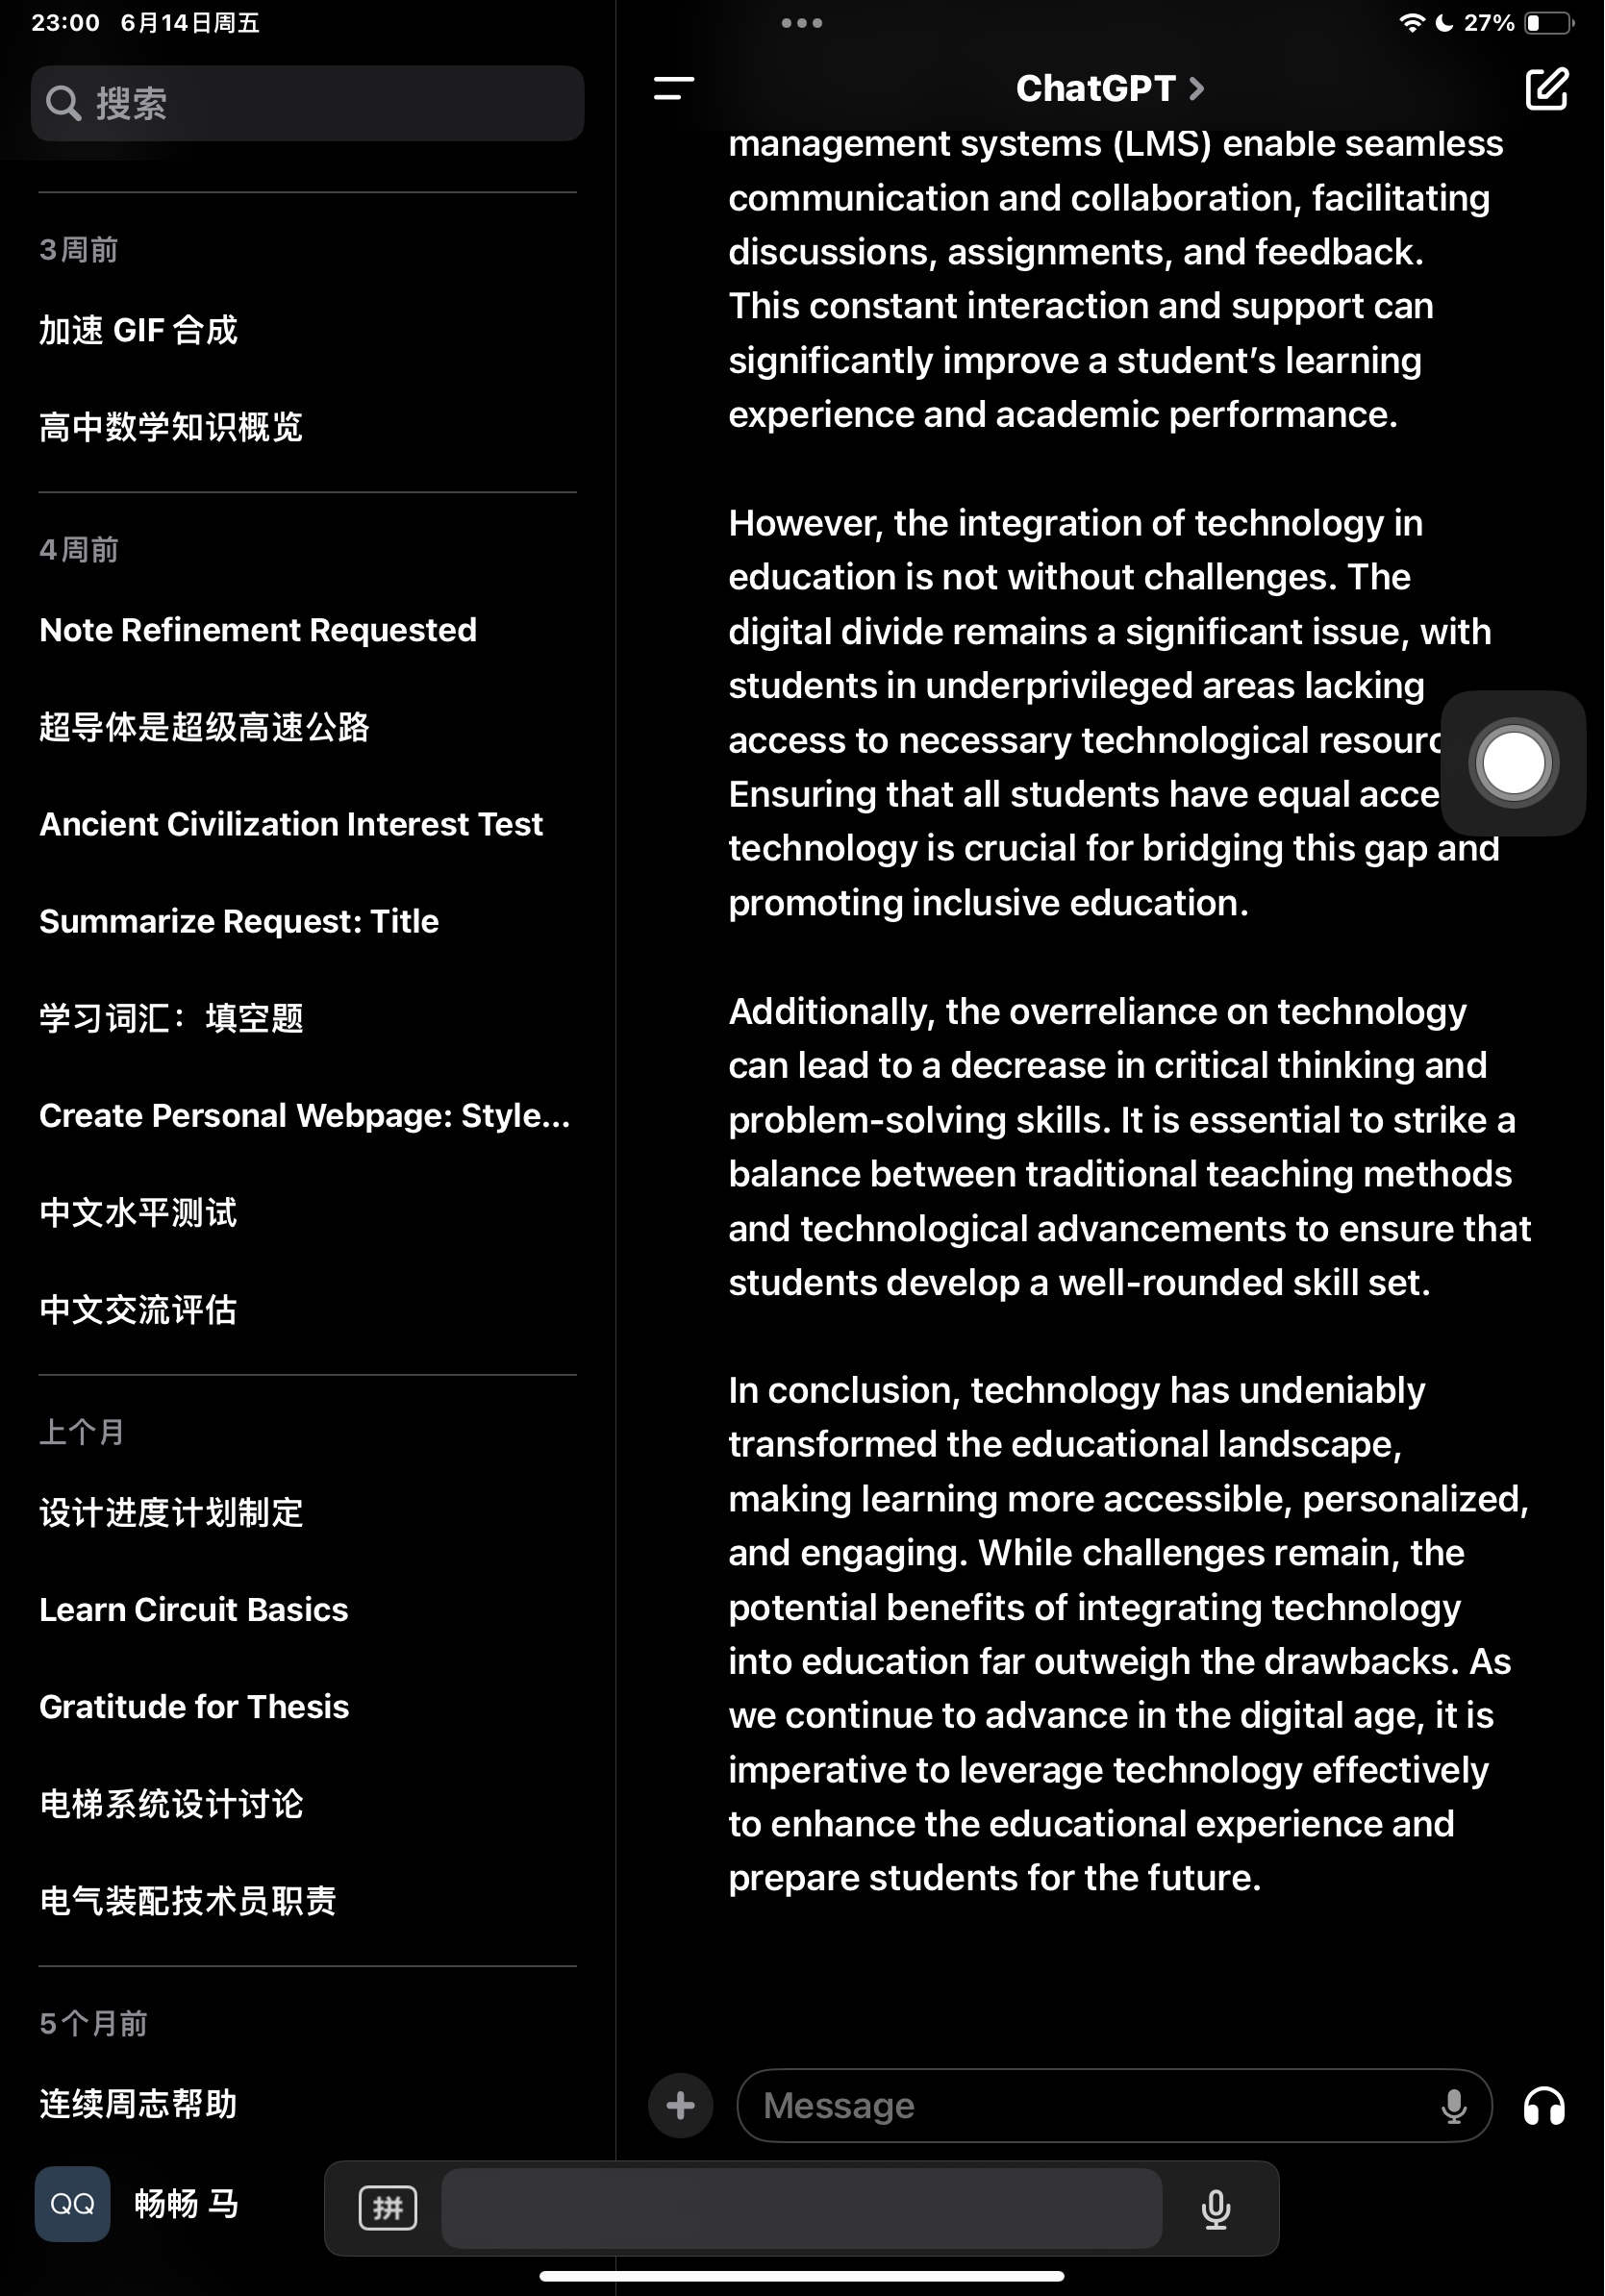 23:00 6月14日周五
27%
搜索
3周前
加速 GIF 合成
高中数学知识概览
4周前
Note Refinement Requested
超导体是超级高速公路
Ancient Civilization Interest Test
Summarize Request: Title
学习词汇：填空题
Create Personal Webpage: Style...
中文水平测试
中文交流评估
上个月
设计进度计划制定
Learn Circuit Basics
Gratitude for Thesis
电梯系统设计讨论
电气装配技术员职责
5个月前
连续周志帮助
QQ 畅畅 马
ChatGPT
management systems (LMS) enable seamless
communication and collaboration, facilitating
discussions, assignments, and feedback.
This constant interaction and support can
significantly improve a student’s learning
experience and academic performance.
However, the integration of technology in
education is not without challenges. The
digital divide remains a significant issue, with
students in underprivileged areas lacking
access to necessary technological
Ensuring that all students have equal
technology is crucial for bridging this gap and
promoting inclusive education.
Additionally, the overreliance on technology
can lead to a decrease in critical thinking and
problem-solving skills. It is essential to strike a
balance between traditional teaching methods
and technological advancements to ensure that
students develop a well-rounded skill set.
In conclusion, technology has undeniably
transformed the educational landscape,
making learning more accessible, personalized,
and engaging. While challenges remain, the
potential benefits of integrating technology
into education far outweigh the drawbacks. As
we continue to advance in the digital age, it is
imperative to leverage technology effectively
to enhance the educational experience and
prepare students for the future.
Message
拼